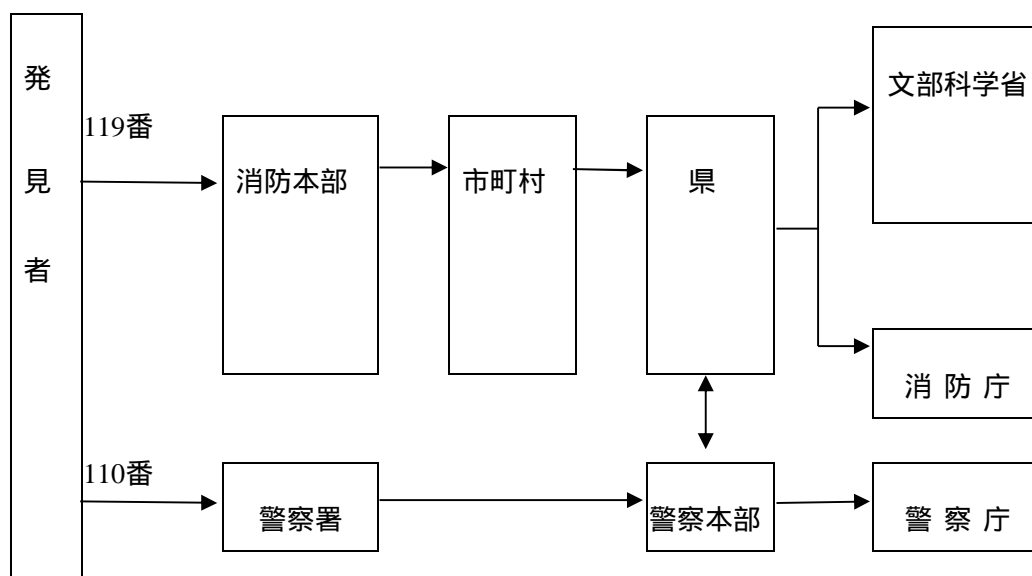 発見者
119番
消防本部
市町村
県
文部科学省
消防庁
110番
警察署
警察本部
警察庁